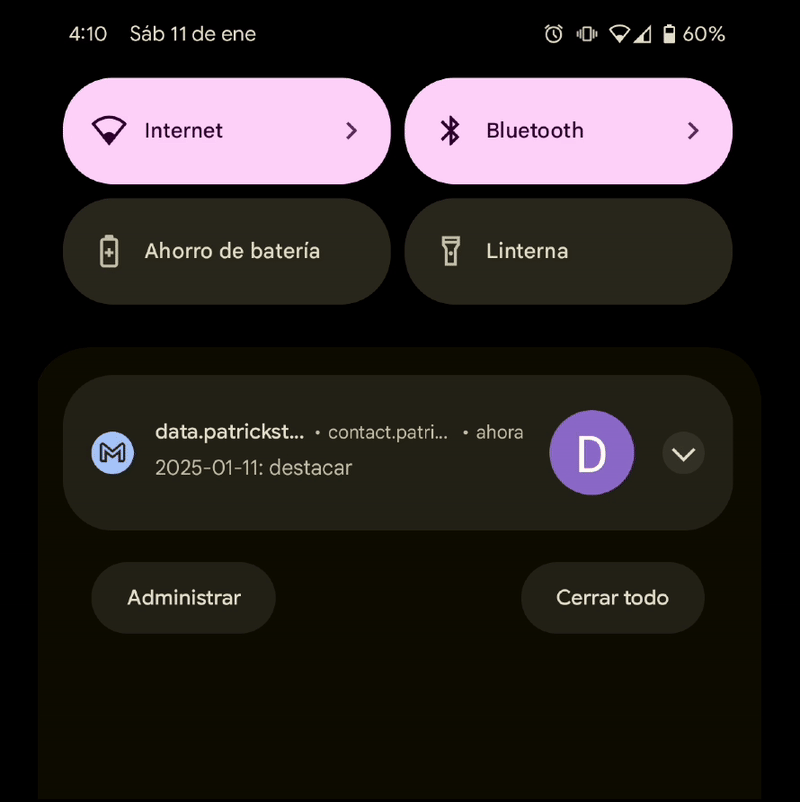 4:10 Sáb 11 de ene 60%
Internet
Bluetooth
Ahorro de batería
Linterna
data.patrickst... • contact.patri... • ahora
2025-01-11: destacar
D
Administrar
Cerrar todo